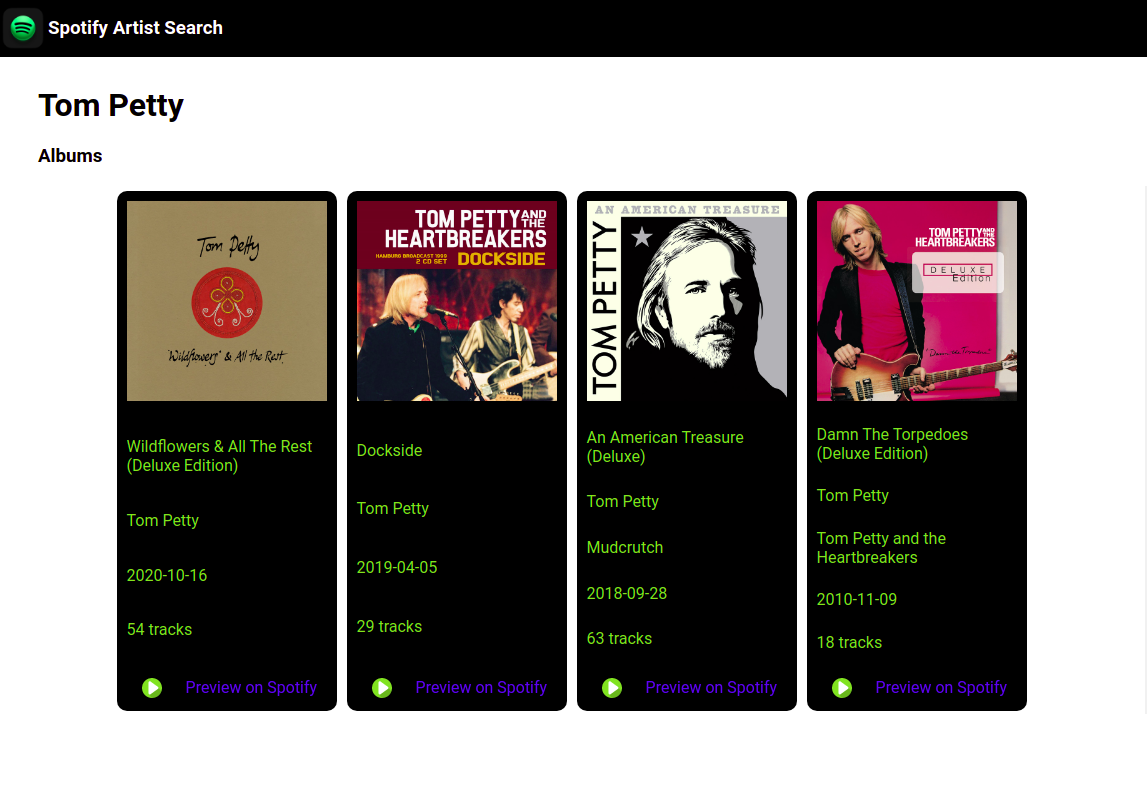 Spotify Artist Search
Tom Petty
Albums
Tom Petty
"Wildflowers" & All the Rest
Wildflowers & All The Rest
(Deluxe Edition)
Tom Petty
2020-10-16
54 tracks
Preview on Spotify
TOM PETTY AND THE
HEARTBREAKERS
HAMBURG BROADCAST 1999
2 CD SET
DOCKSIDE
Dockside
Tom Petty
2019-04-05
29 tracks
Preview on Spotify
AN AMERICAN TREASURE
TOM PETTY
An American Treasure
(Deluxe)
Tom Petty
Mudcrutch
2018-09-28
63 tracks
Preview on Spotify
TOM PETTY AND THE
HEARTBREAKERS
DELUXE
Edition
"Damn the Torpedoes"
Damn The Torpedoes
(Deluxe Edition)
Tom Petty
Tom Petty and the
Heartbreakers
2010-11-09
18 tracks
Preview on Spotify